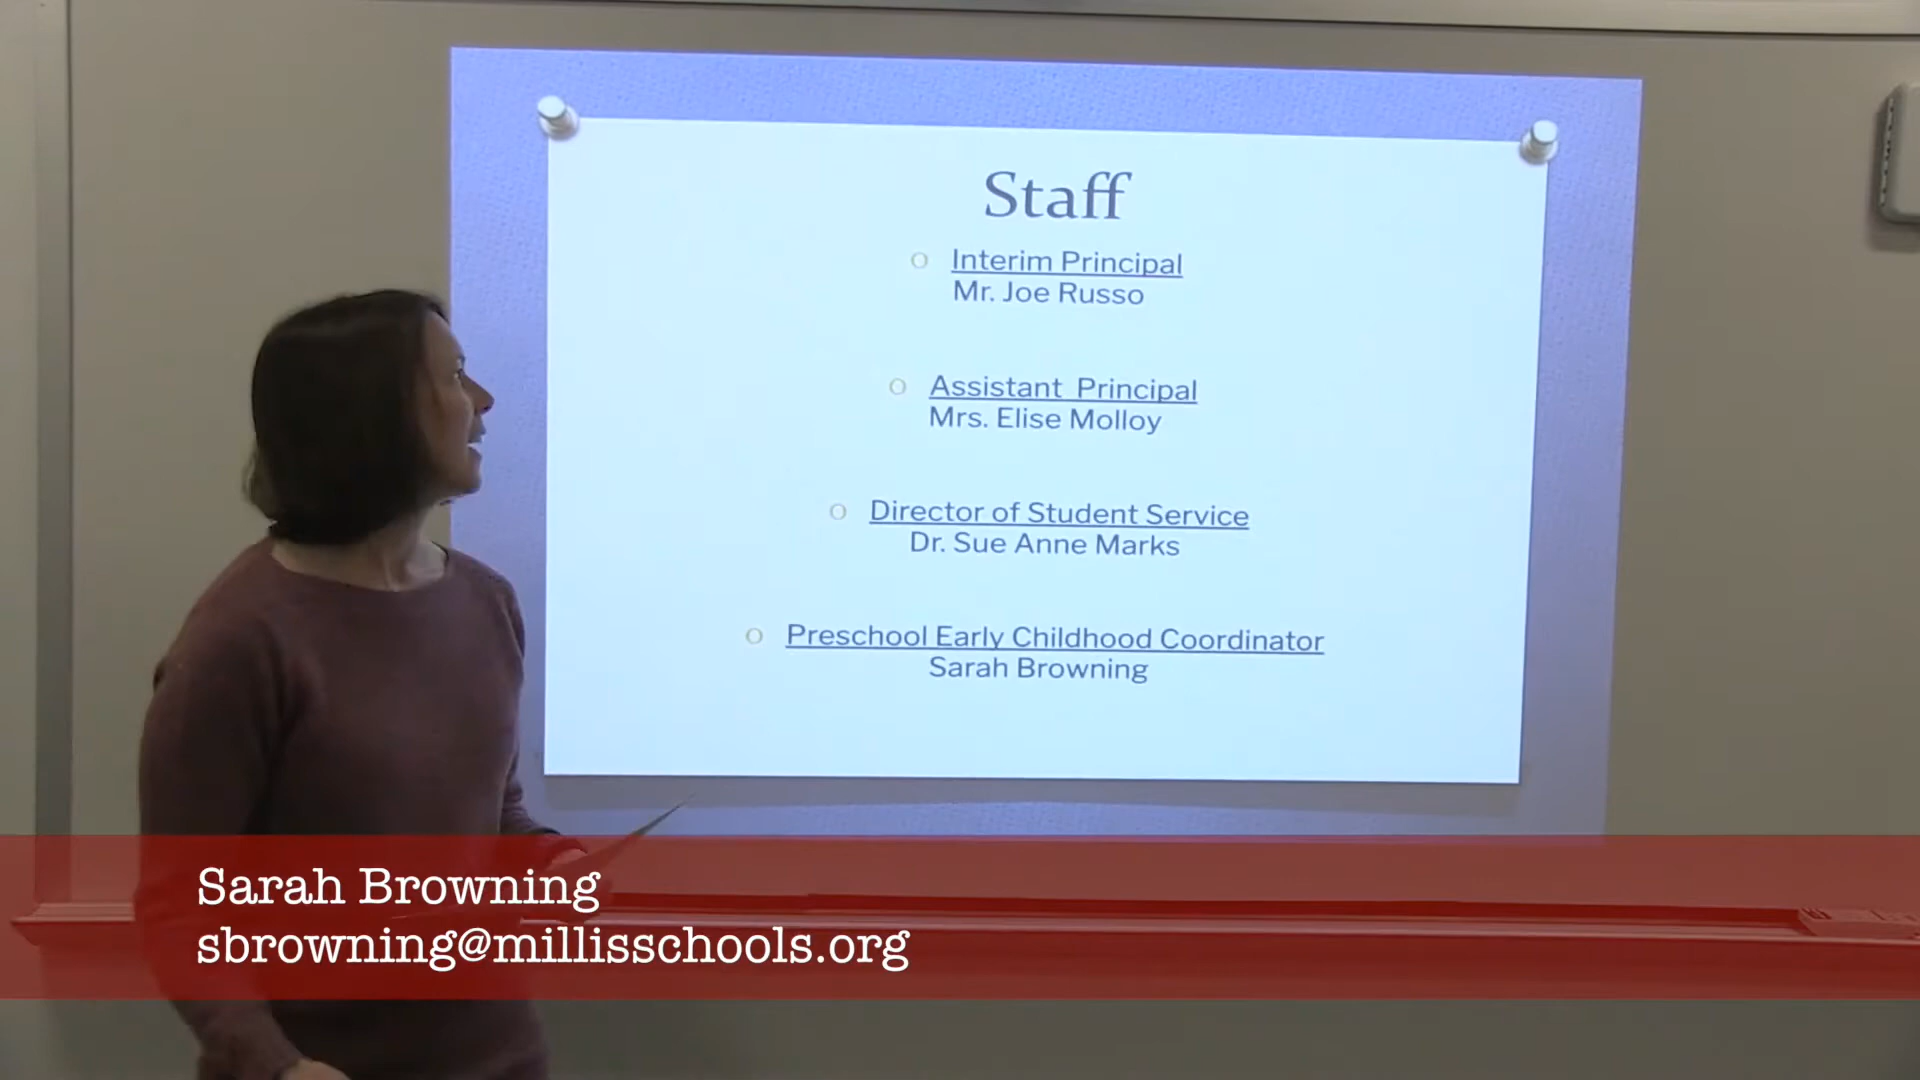 Staff
Interim Principal
Mr. Joe Russo
Assistant Principal
Mrs. Elise Molloy
Director of Student Service
Dr. Sue Anne Marks
Preschool Early Childhood Coordinator
Sarah Browning
Sarah Browning
sbrowning@millisschools.org